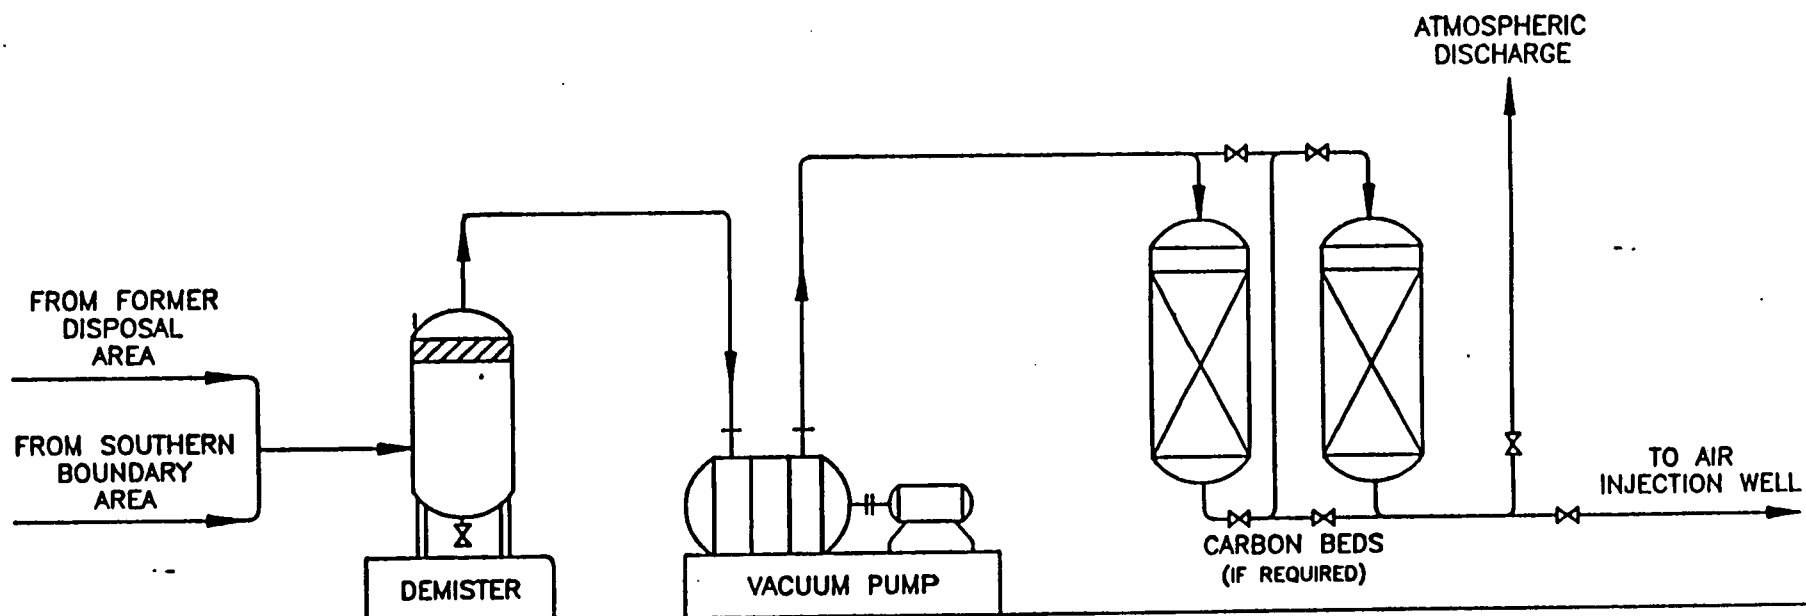 ATMOSPHERIC
DISCHARGE
FROM FORMER
DISPOSAL
AREA
FROM SOUTHERN
BOUNDARY
AREA
TO AIR
INJECTION WELL
CARBON BEDS
(IF REQUIRED)
DEMISTER
VACUUM PUMP